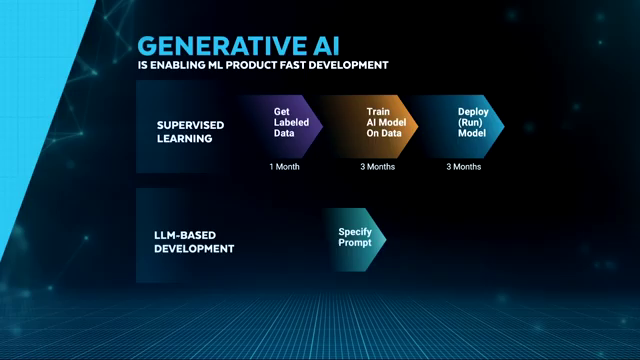 GENERATIVE AI
IS ENABLING ML PRODUCT FAST DEVELOPMENT
SUPERVISED
LEARNING
Get
Labeled
Data
1 Month
Train
AI Model
On Data
3 Months
Deploy
(Run)
Model
3 Months
LLM-BASED
DEVELOPMENT
Specify
Prompt